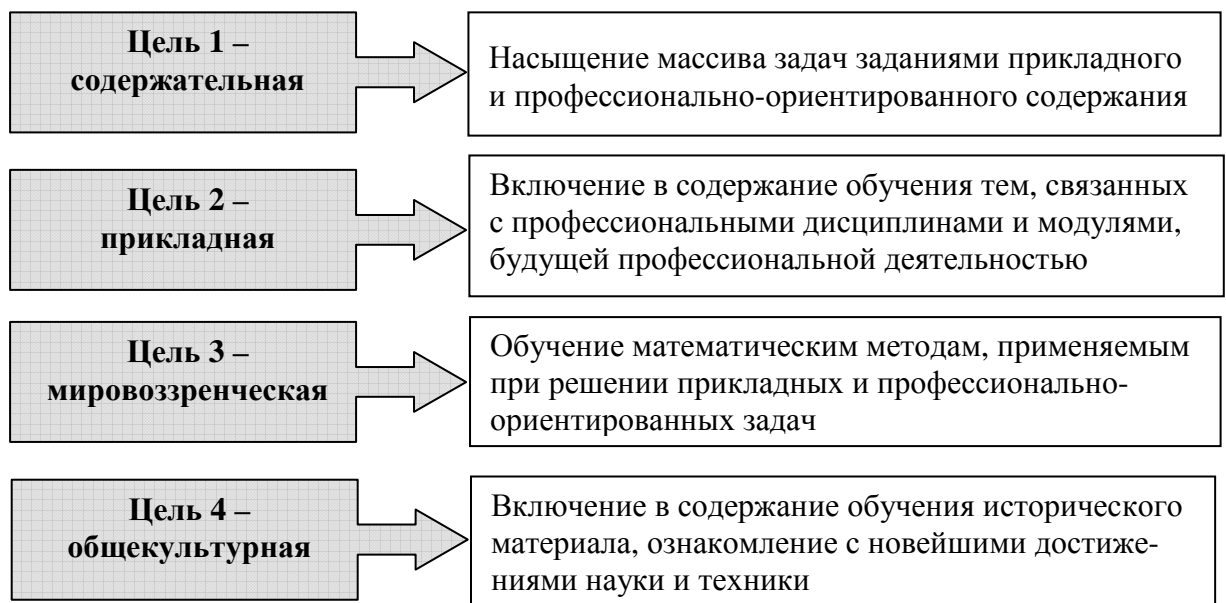 Цель 1 –
содержательная
Насыщение массива задач заданиями прикладного
и профессионально-ориентированного содержания
Цель 2 –
прикладная
Включение в содержание обучения тем, связанных
с профессиональными дисциплинами и модулями,
будущей профессиональной деятельностью
Цель 3 –
мировоззренческая
Обучение математическим методам, применяемым
при решении прикладных и профессионально-
ориентированных задач
Цель 4 –
общекультурная
Включение в содержание обучения исторического
материала, ознакомление с новейшими достиже-
ниями науки и техники